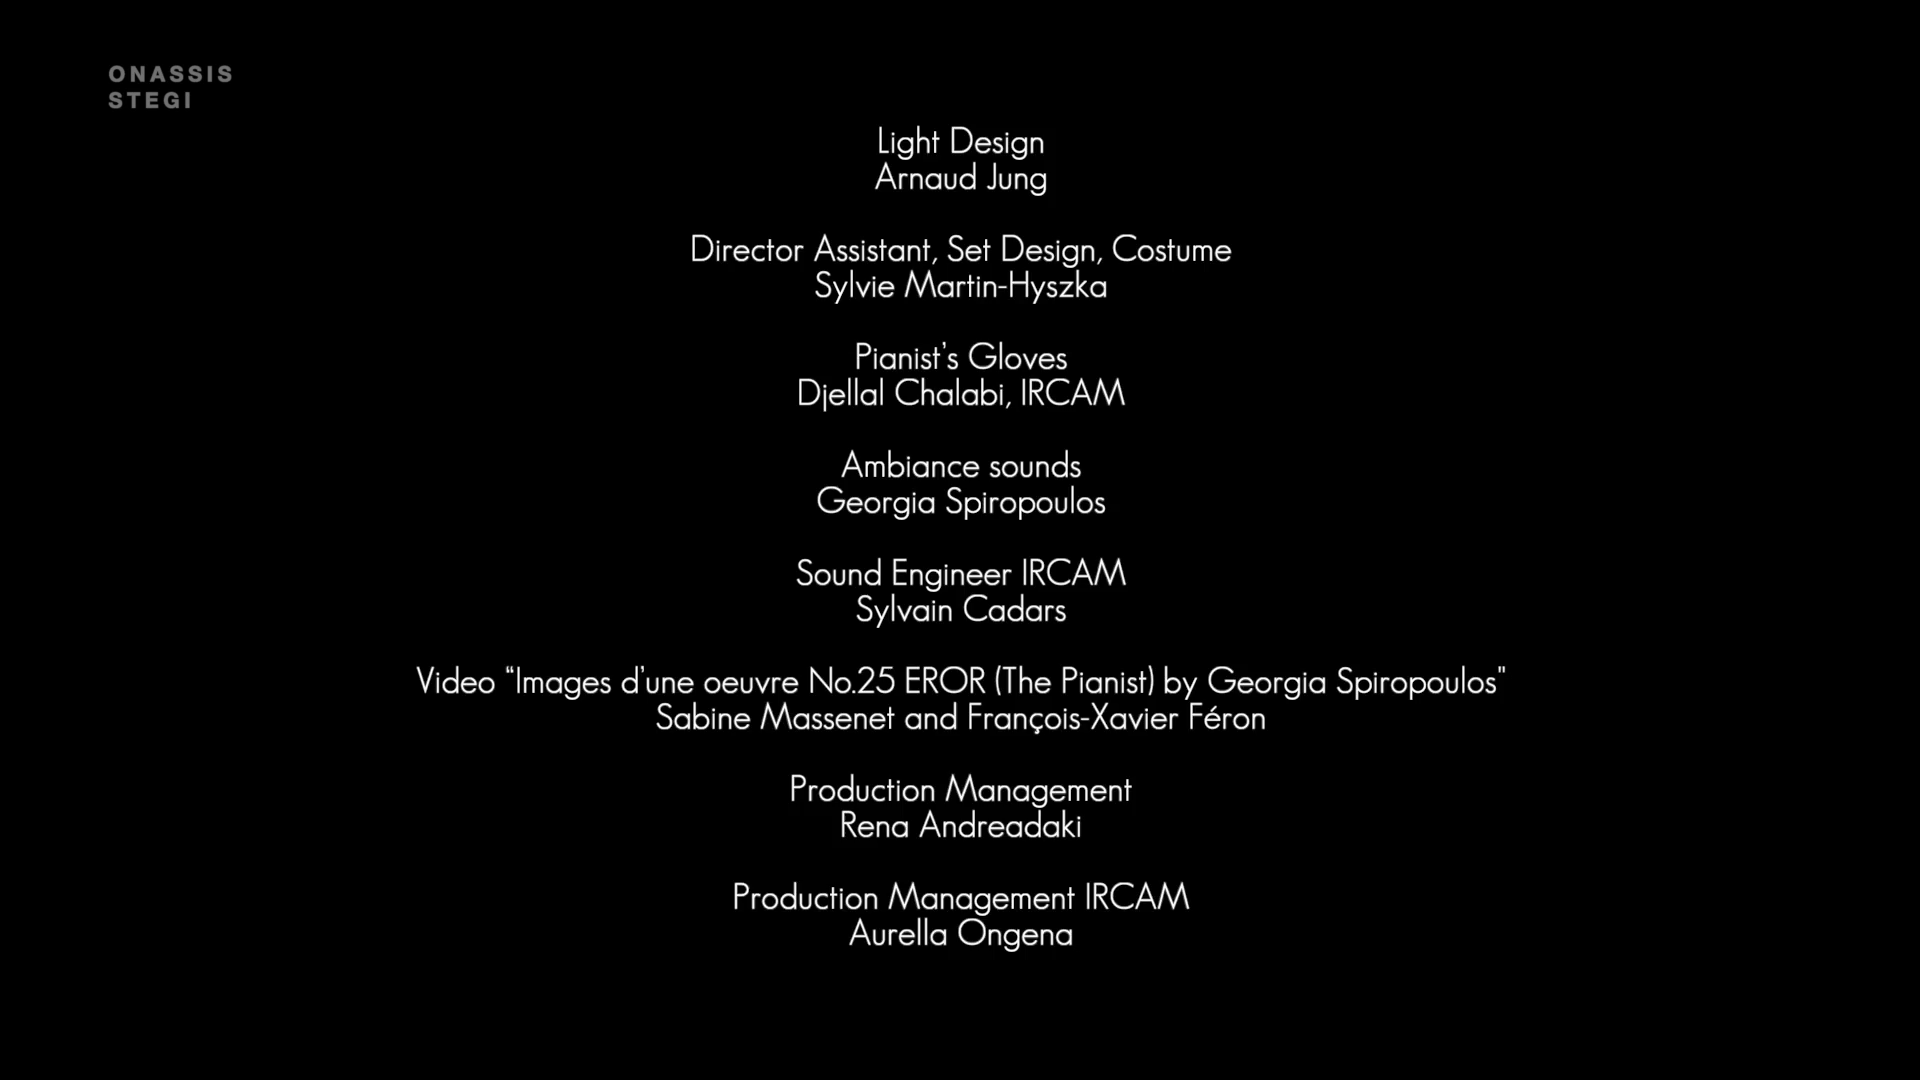 ONASSIS
STEGI
Light Design
Arnaud Jung
Director Assistant, Set Design, Costume
Sylvie Martin-Hyszka
Pianist’s Gloves
Djellal Chalabi, IRCAM
Ambiance sounds
Georgia Spiropoulos
Sound Engineer IRCAM
Sylvain Cadars
Video “Images d’une oeuvre No.25 EROR (The Pianist) by Georgia Spiropoulos"
Sabine Massenet and François-Xavier Féron
Production Management
Rena Andreadaki
Production Management IRCAM
Aurella Ongena